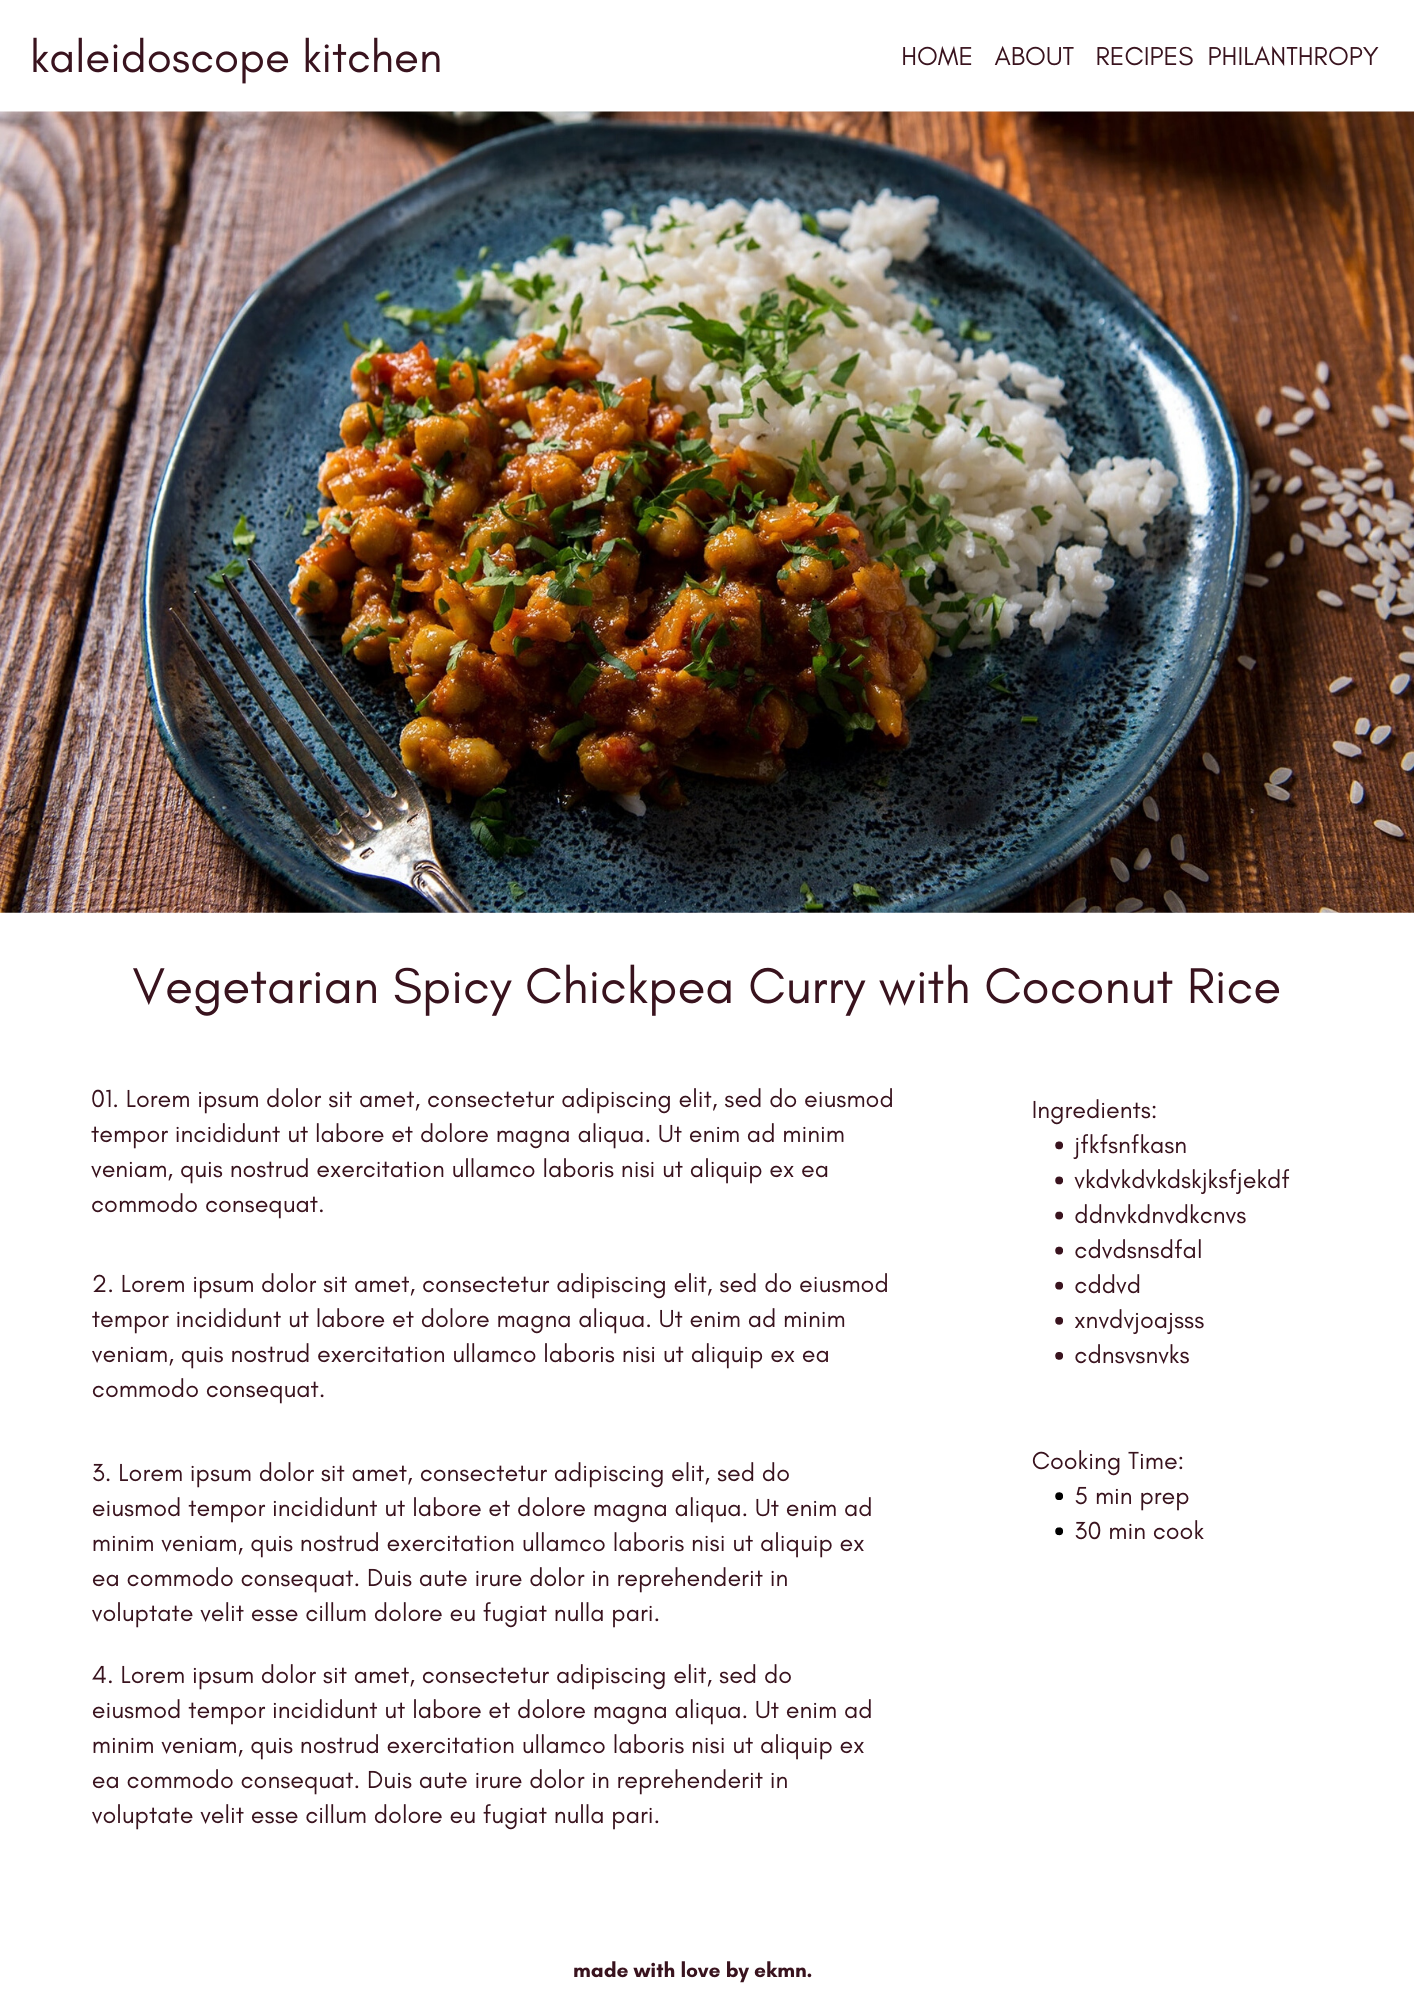 kaleidoscope kitchen
HOME ABOUT RECIPES PHILANTHROPY
Vegetarian Spicy Chickpea Curry with Coconut Rice
01. Lorem ipsum dolor sit amet, consectetur adipiscing elit, sed do eiusmod
tempor incididunt ut labore et dolore magna aliqua. Ut enim ad minim
veniam, quis nostrud exercitation ullamco laboris nisi ut aliquip ex ea
commodo consequat.
2. Lorem ipsum dolor sit amet, consectetur adipiscing elit, sed do eiusmod
tempor incididunt ut labore et dolore magna aliqua. Ut enim ad minim
veniam, quis nostrud exercitation ullamco laboris nisi ut aliquip ex ea
commodo consequat.
3. Lorem ipsum dolor sit amet, consectetur adipiscing elit, sed do
eiusmod tempor incididunt ut labore et dolore magna aliqua. Ut enim ad
minim veniam, quis nostrud exercitation ullamco laboris nisi ut aliquip ex
ea commodo consequat. Duis aute irure dolor in reprehenderit in
voluptate velit esse cillum dolore eu fugiat nulla pari.
4. Lorem ipsum dolor sit amet, consectetur adipiscing elit, sed do
eiusmod tempor incididunt ut labore et dolore magna aliqua. Ut enim ad
minim veniam, quis nostrud exercitation ullamco laboris nisi ut aliquip ex
ea commodo consequat. Duis aute irure dolor in reprehenderit in
voluptate velit esse cillum dolore eu fugiat nulla pari.
Ingredients:
• jfkfsnfkasn
• vkdvkdvkdskjksfjekdf
• ddnvkdnvdkcnvs
• cdvdsnsdfal
• cddvd
• xnvdvjoajsss
• cdnsvsnvks
Cooking Time:
• 5 min prep
• 30 min cook
made with love by ekmn.